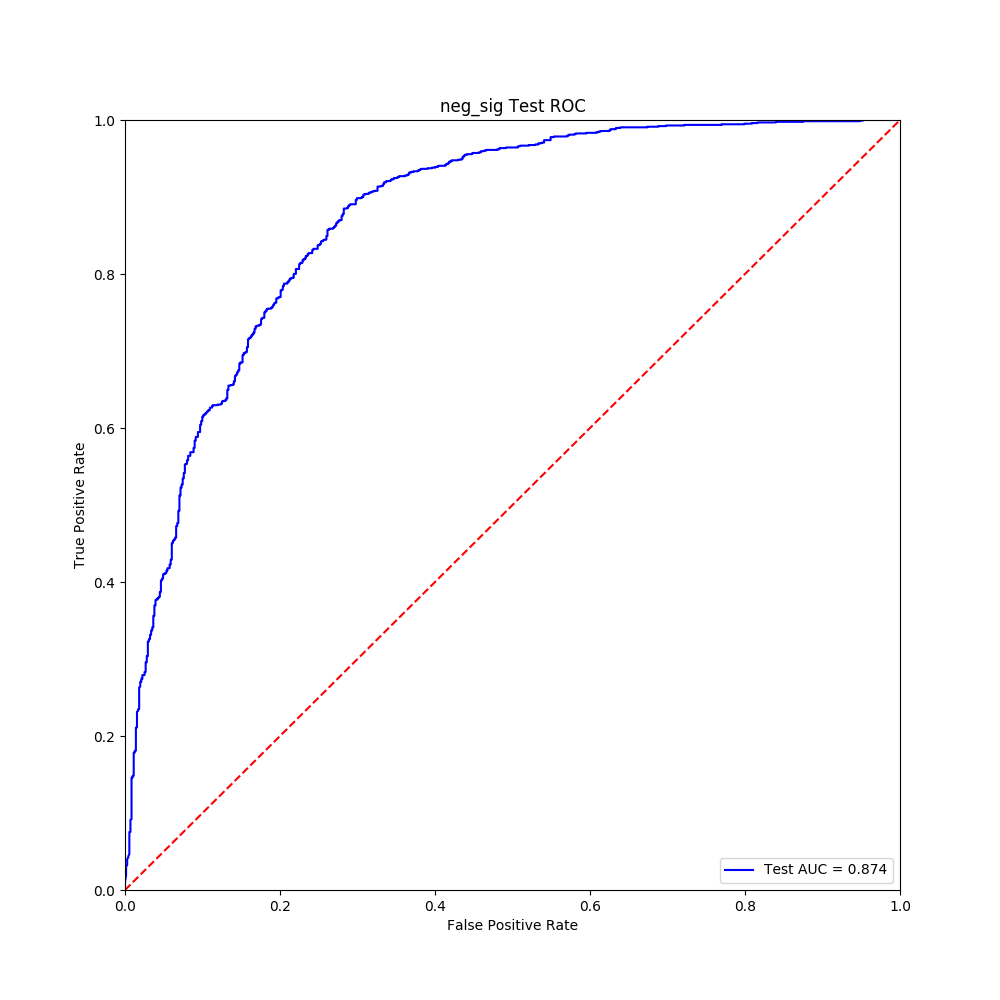 neg_sig Test ROC
1.0
0.8
0.6
0.4
0.2
0.0
True Positive Rate
0.0 0.2 0.4 0.6 0.8 1.0
False Positive Rate
Test AUC = 0.874